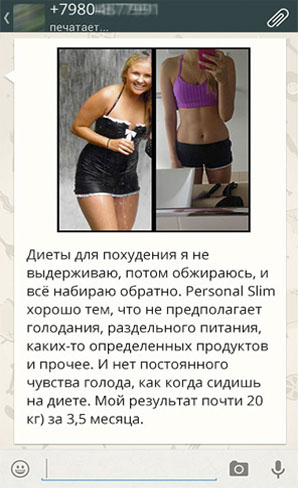 +7980
печатает...
Диеты для похудения я не
выдерживаю, потом обжираюсь, и
всё набираю обратно. Personal Slim
хорошо тем, что не предполагает
голодания, раздельного питания,
каких-то определенных продуктов
и прочее. И нет постоянного
чувства голода, как когда сидишь
на диете. Мой результат почти 20
кг) за 3,5 месяца.